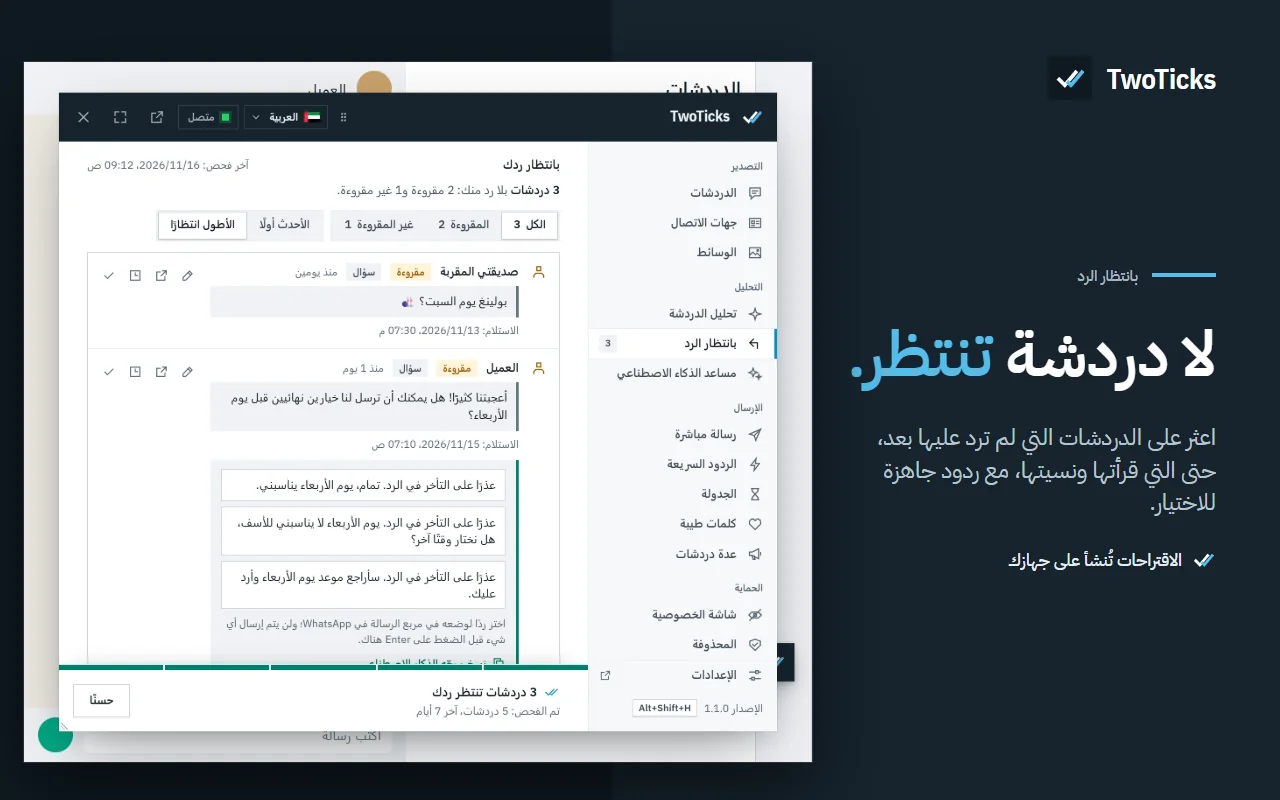 TwoTicks
بانتظار الرد
لا دردشة تنتظر.
اعثر على الدردشات التي لم ترد عليها بعد،
حتى التي قرأتها ونسيتها، مع ردود جاهزة
للاختيار.
الاقتراحات تُنشأ على جهازك
الدردشات
العميل
TwoTicks
العربية
متصل
التصدير
الدردشات
جهات الاتصال
الوسائط
التحليل
تحليل الدردشة
بانتظار الرد 3
مساعد الذكاء الاصطناعي
الإرسال
رسالة مباشرة
الردود السريعة
الجدولة
كلمات طيبة
عدة دردشات
الحماية
شاشة الخصوصية
المحذوفة
الإعدادات
الإصدار 1.1.0 Alt+Shift+H
بانتظار ردك
آخر فحص: 2026/11/16، 09:12 ص
3 دردشات بلا رد منك: 2 مقروءة و1 غير مقروءة.
الكل 3 المقروءة 2 غير المقروءة 1 الأحدث أولًا الأطول انتظارًا
صديقتي المقربة مقروءة سؤال منذ يومين
بولينغ يوم السبت؟ 🎳
الاستلام: 2026/11/13، 07:30 م
العميل مقروءة سؤال منذ 1 يوم
أعجبتنا كثيرًا! هل يمكنك أن ترسل لنا خيارين نهائيين قبل يوم
الأربعاء؟
الاستلام: 2026/11/15، 07:10 ص
عذرًا على التأخر في الرد. تمام، يوم الأربعاء يناسبني.
عذرًا على التأخر في الرد. يوم الأربعاء لا يناسبني للأسف،
هل نختار وقتًا آخر؟
عذرًا على التأخر في الرد. سأراجع موعد يوم الأربعاء وأرد
عليك.
اختر ردًا لوضعه في مربع الرسالة في WhatsApp؛ ولن يتم إرسال أي
شيء قبل الضغط على Enter هناك.
3 دردشات تنتظر ردك
تم الفحص: 5 دردشات، آخر 7 أيام
حسنًا
اكتب رسالة